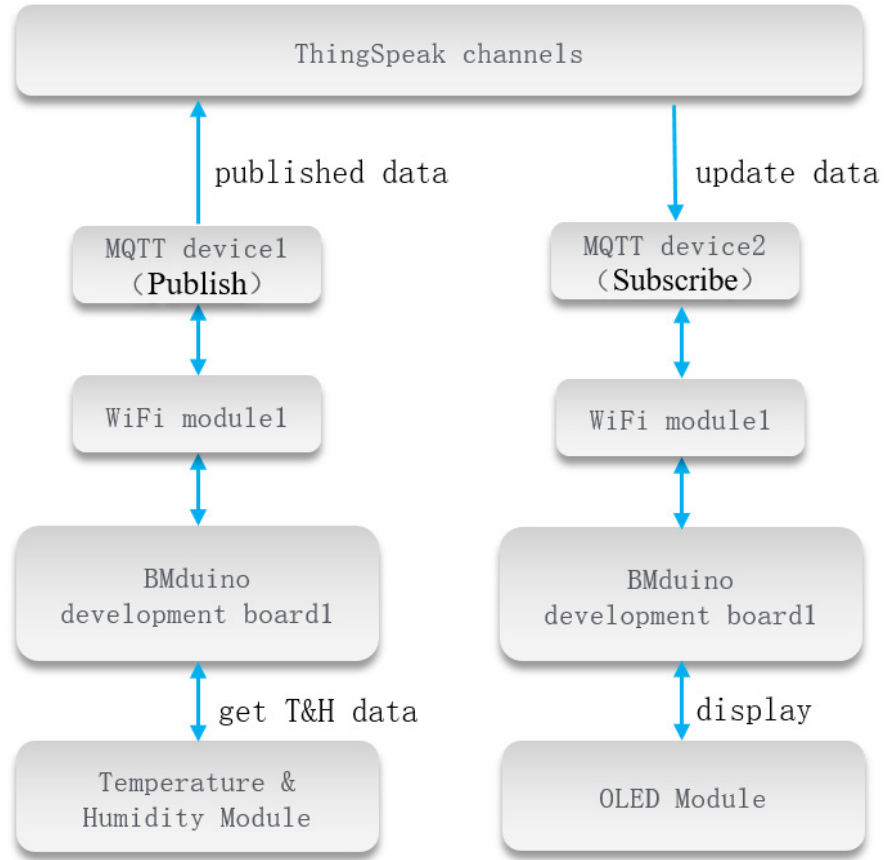 ThingSpeak channels
published data
update data
MQTT device1
（Publish）
MQTT device2
（Subscribe）
WiFi module1
WiFi module1
BMduino
development board1
BMduino
development board1
get T&H data
display
Temperature &
Humidity Module
OLED Module